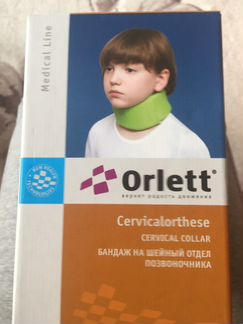 Medical Line
Orlett®
вернет радость движения
Cervicalorthese
CERVICAL COLLAR
БАНДАЖ НА ШЕЙНЫЙ ОТДЕЛ
ПОЗВОНОЧНИКА